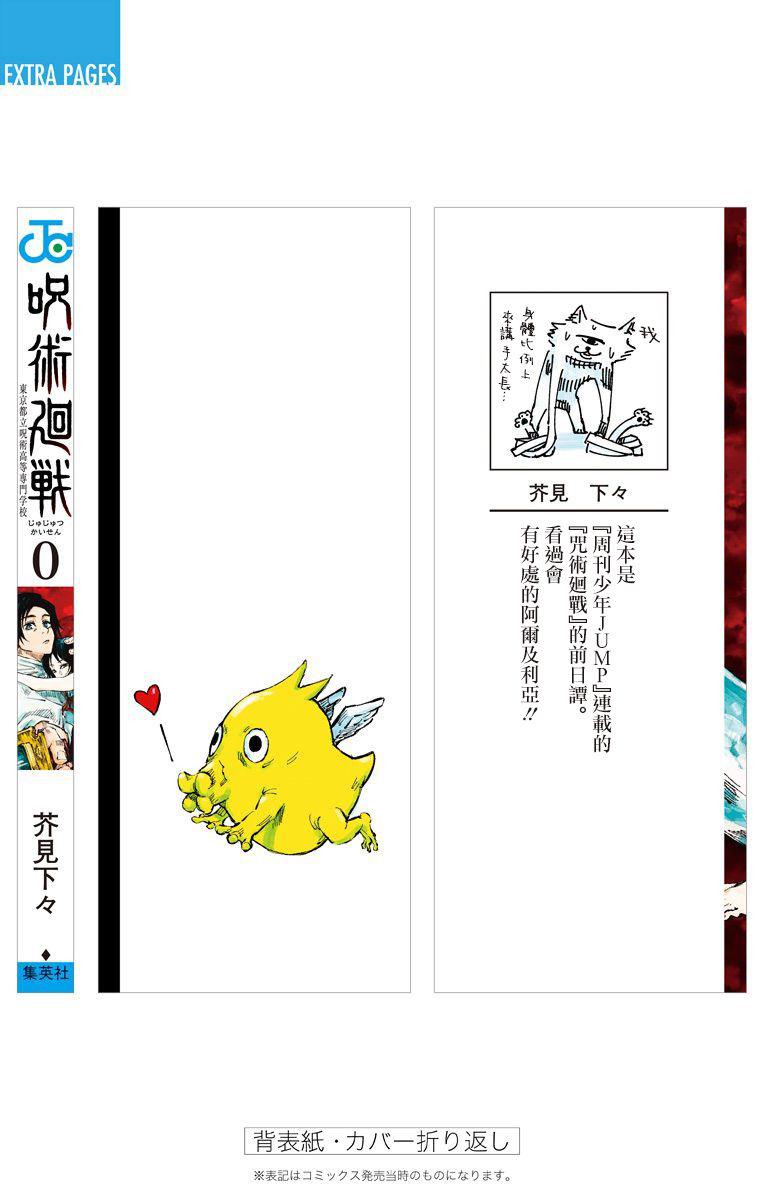 EXTRA PAGES
JC
呪術廻戦
東京都立呪術高等専門学校
じゅじゅつ
かいせん
0
芥見下々
集英社
我
身體比例上
來講手太長…
芥見　下々
這本是
『周刊少年JUMP』連載的
『咒術廻戰』的前日譚。
看過會
有好處的阿爾及利亞!!
背表紙・カバー折り返し
※表記はコミックス発売当時のものになります。